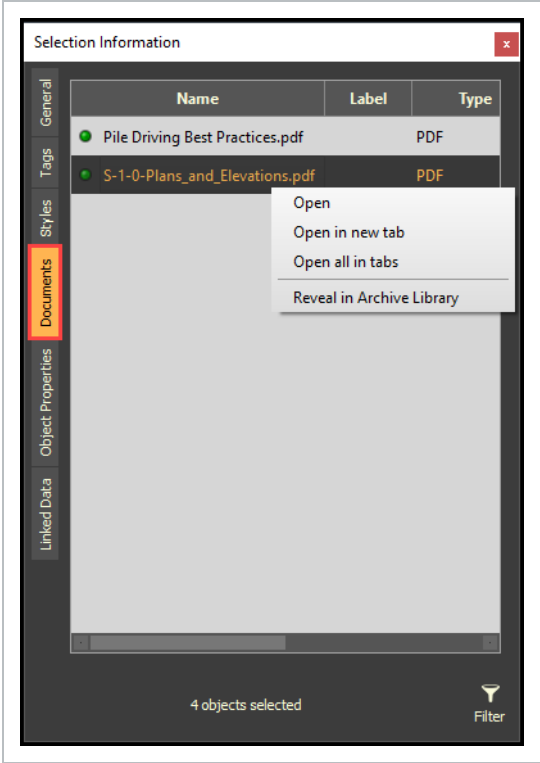 Selection Information
x
General
Tags
Styles
Documents
Object Properties
Linked Data
Name Label Type
Pile Driving Best Practices.pdf PDF
S-1-0-Plans_and_Elevations.pdf PDF
Open
Open in new tab
Open all in tabs
Reveal in Archive Library
4 objects selected
Filter